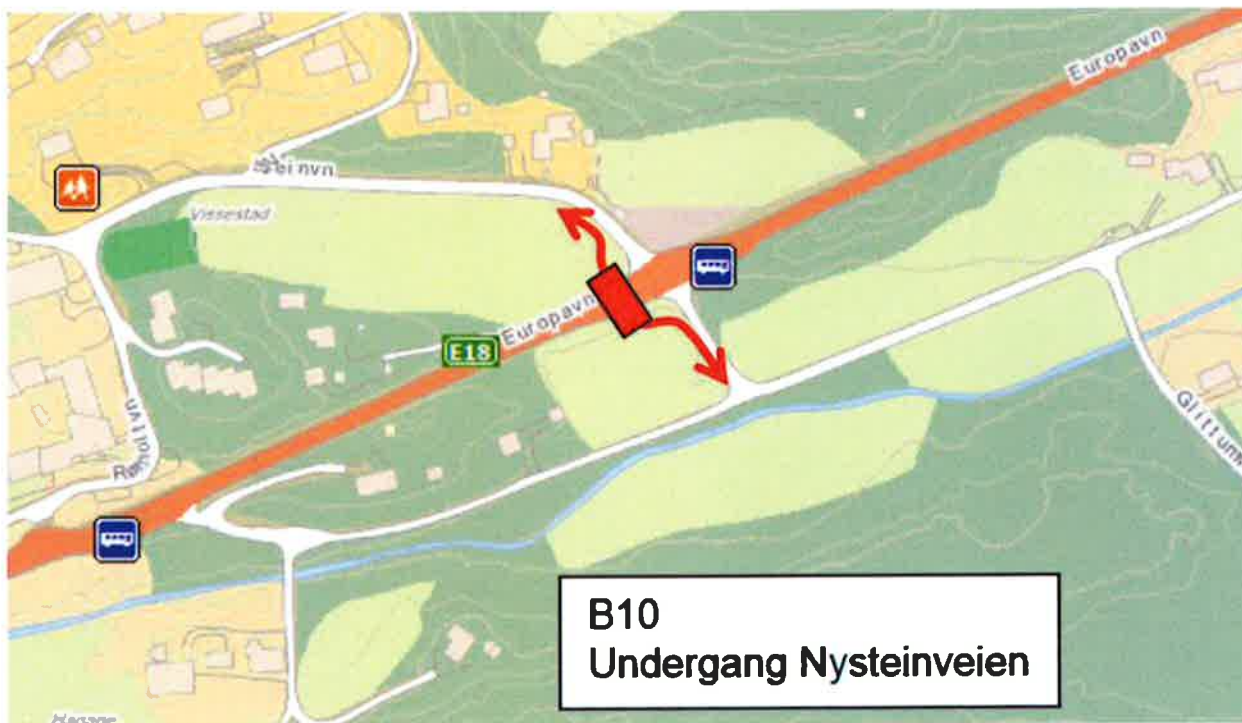 Europavn
Vissestad
Europavn
E18
B10
Undergang Nysteinveien